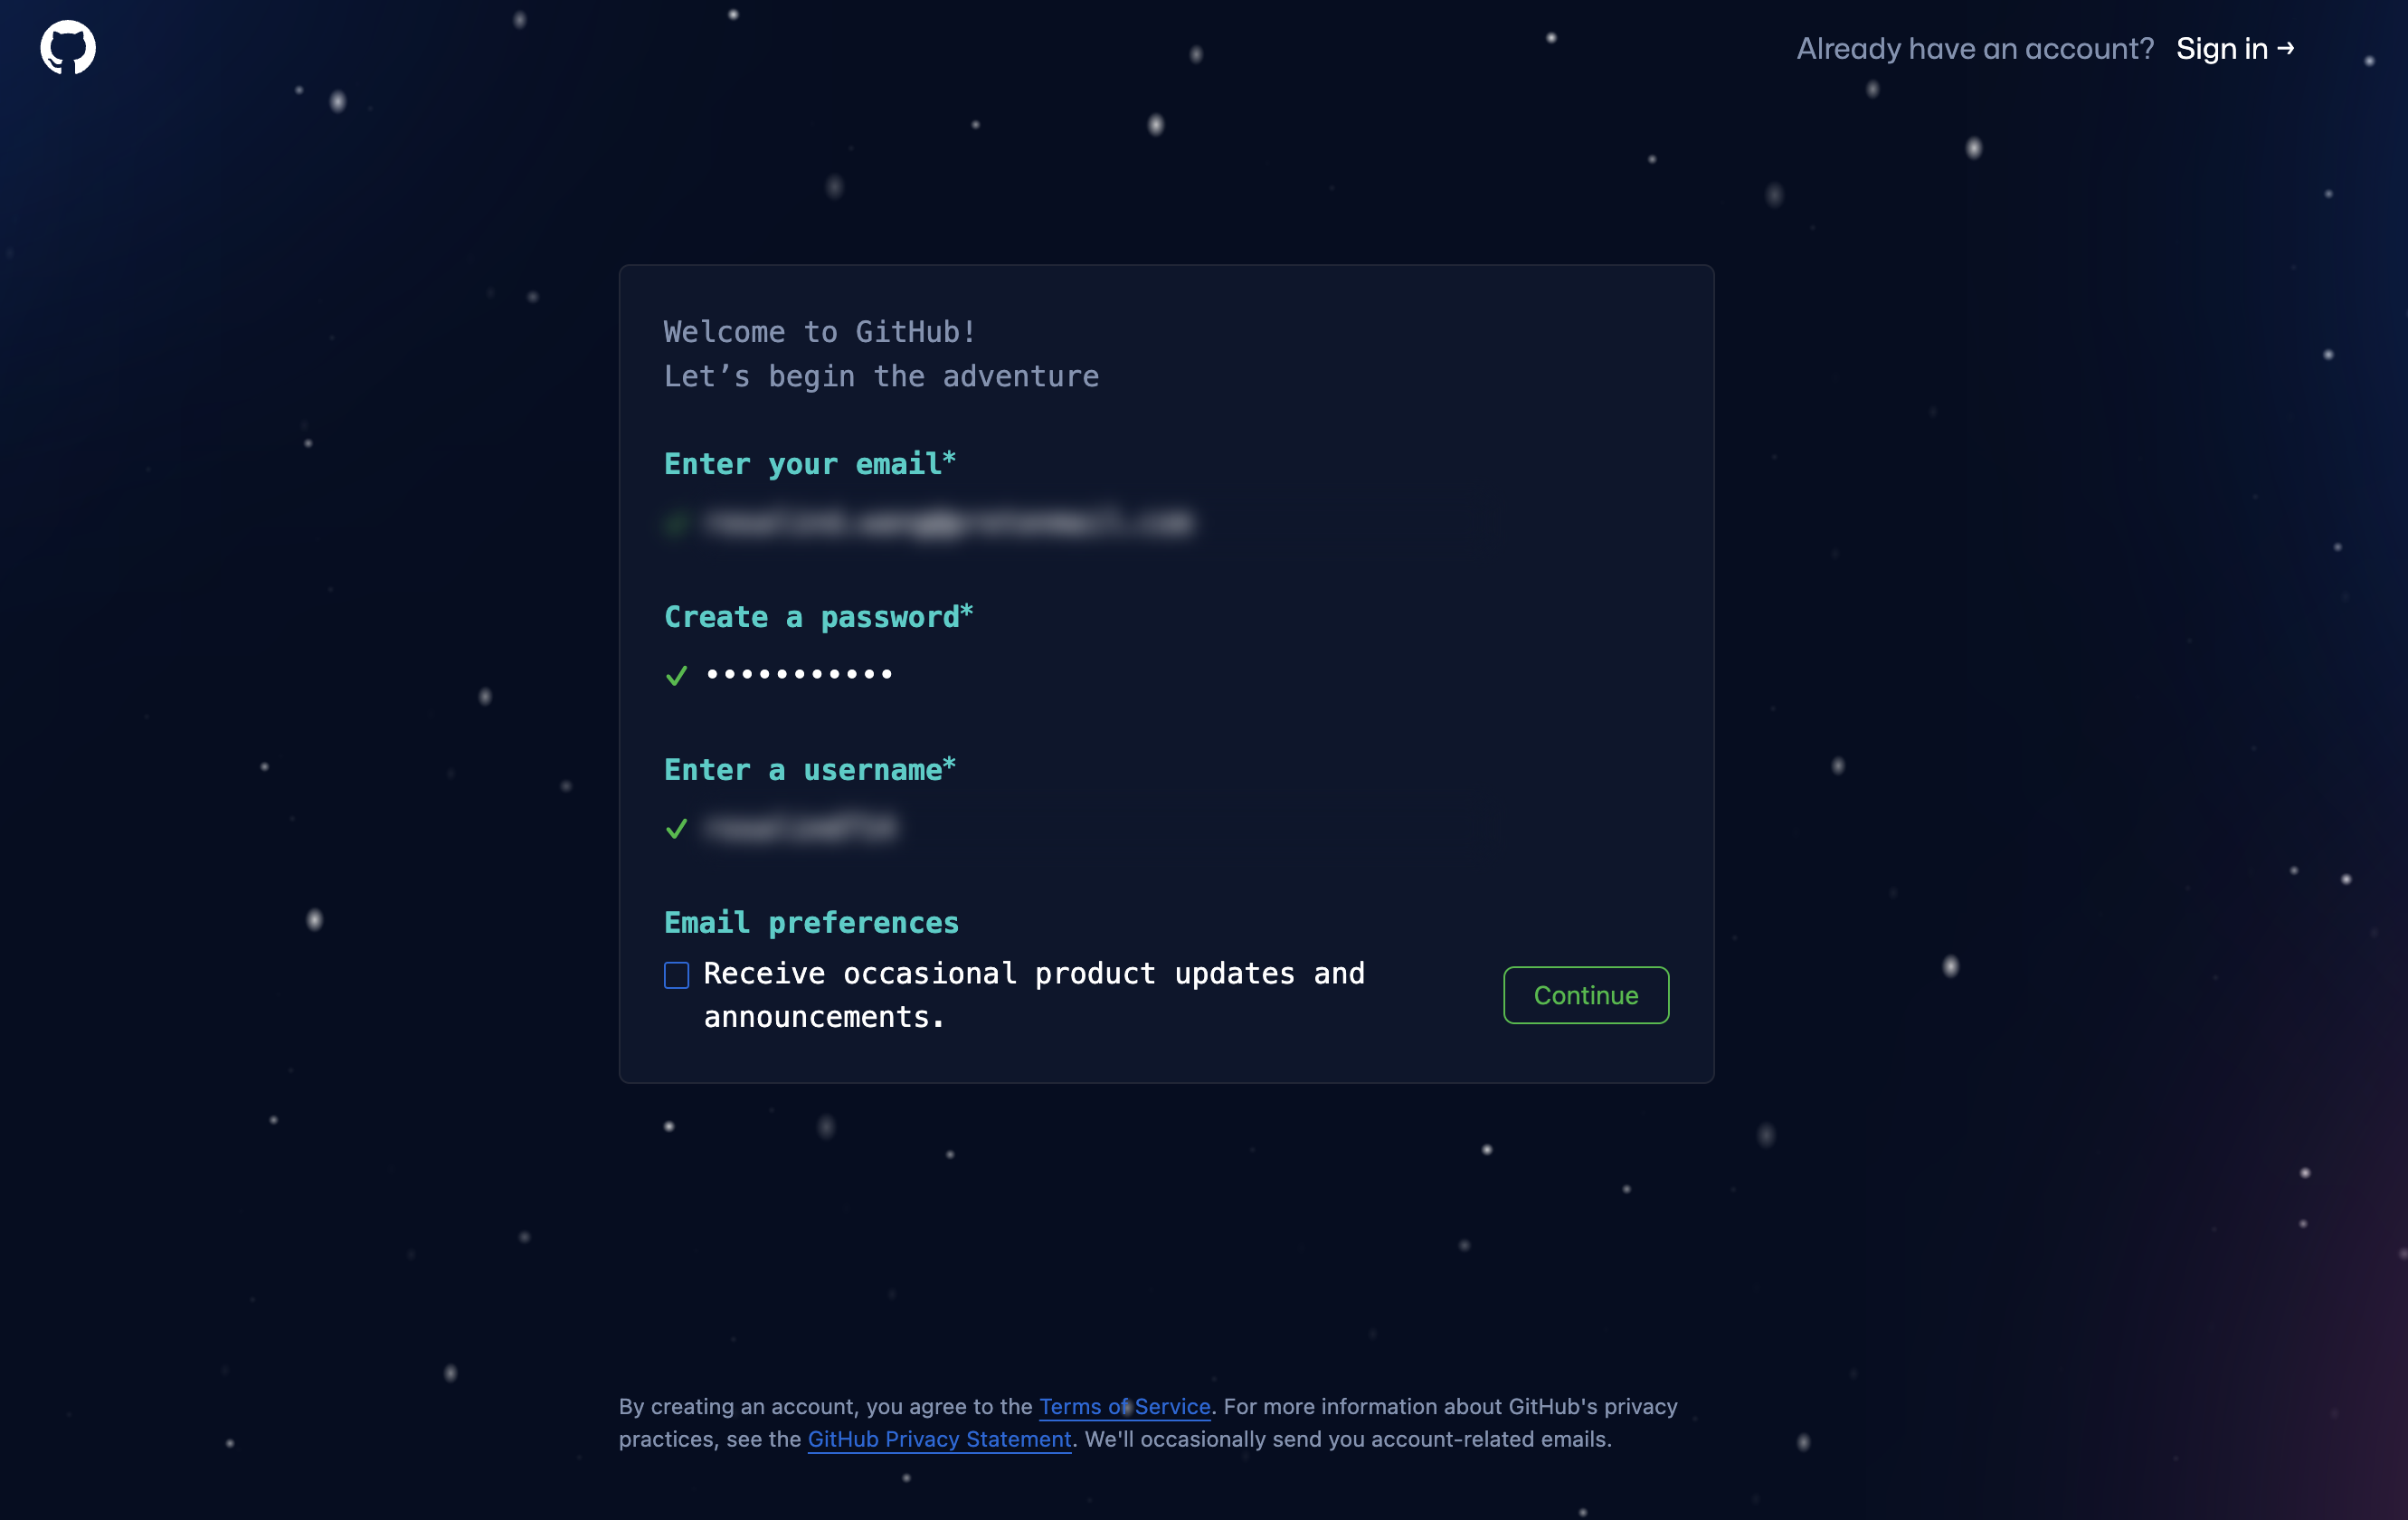 Already have an account? Sign in →
Welcome to GitHub!
Let’s begin the adventure
Enter your email*
Create a password*
•••••••••••
Enter a username*
Email preferences
Receive occasional product updates and
announcements.
Continue
By creating an account, you agree to the Terms of Service. For more information about GitHub's privacy
practices, see the GitHub Privacy Statement. We'll occasionally send you account-related emails.